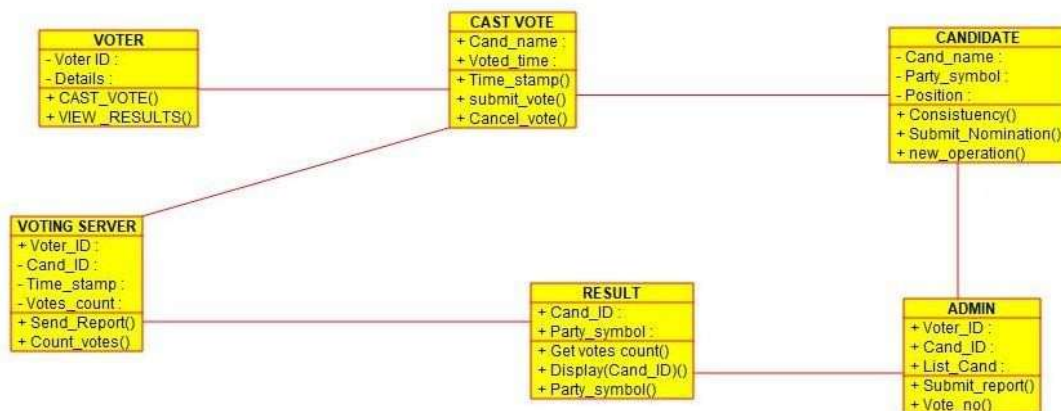 VOTER
- Voter ID :
- Details :
+ CAST_VOTE()
+ VIEW _RESULTS()
CAST VOTE
+ Cand_name :
+ Voted_time :
+ Time_stamp()
+ submit_vote()
+ Cancel_vote()
CANDIDATE
- Cand_name :
- Party_symbol :
- Position :
+ Consistuency()
+ Submit_Nomination()
+ new_operation()
VOTING SERVER
+ Voter_ID :
- Cand_ID :
- Time_stamp :
- Votes_count :
+ Send_Report()
+ Count_votes()
RESULT
+ Cand_ID :
+ Party_symbol :
+ Get votes count()
+ Display(Cand_ID)()
+ Party_symbol()
ADMIN
+ Voter_ID :
+ Cand_ID :
+ List_Cand :
+ Submit_report()
+ Vote_no()